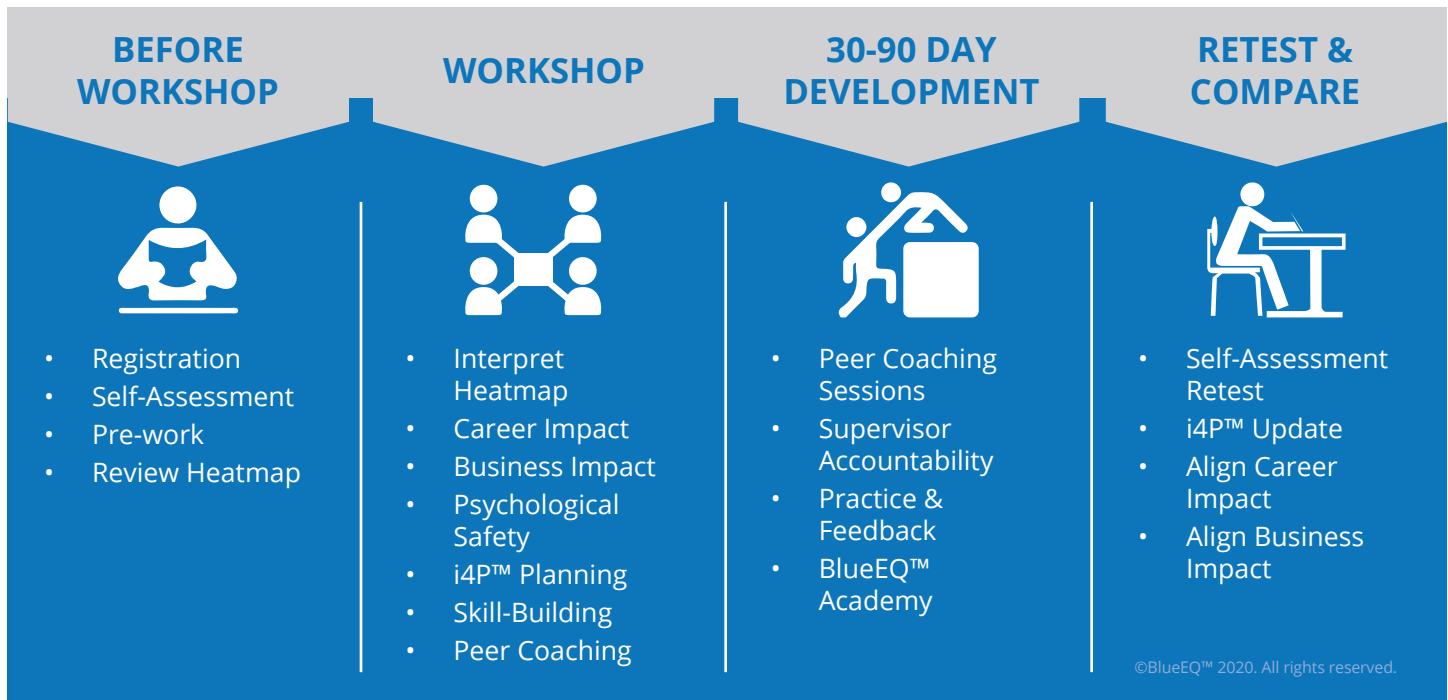 BEFORE
WORKSHOP
• Registration
• Self-Assessment
• Pre-work
• Review Heatmap
WORKSHOP
• Interpret
Heatmap
• Career Impact
• Business Impact
• Psychological
Safety
• i4P™ Planning
• Skill-Building
• Peer Coaching
30-90 DAY
DEVELOPMENT
• Peer Coaching
Sessions
• Supervisor
Accountability
• Practice &
Feedback
• BlueEQ™
Academy
RETEST &
COMPARE
• Self-Assessment
Retest
• i4P™ Update
• Align Career
Impact
• Align Business
Impact
©BlueEQ™ 2020. All rights reserved.